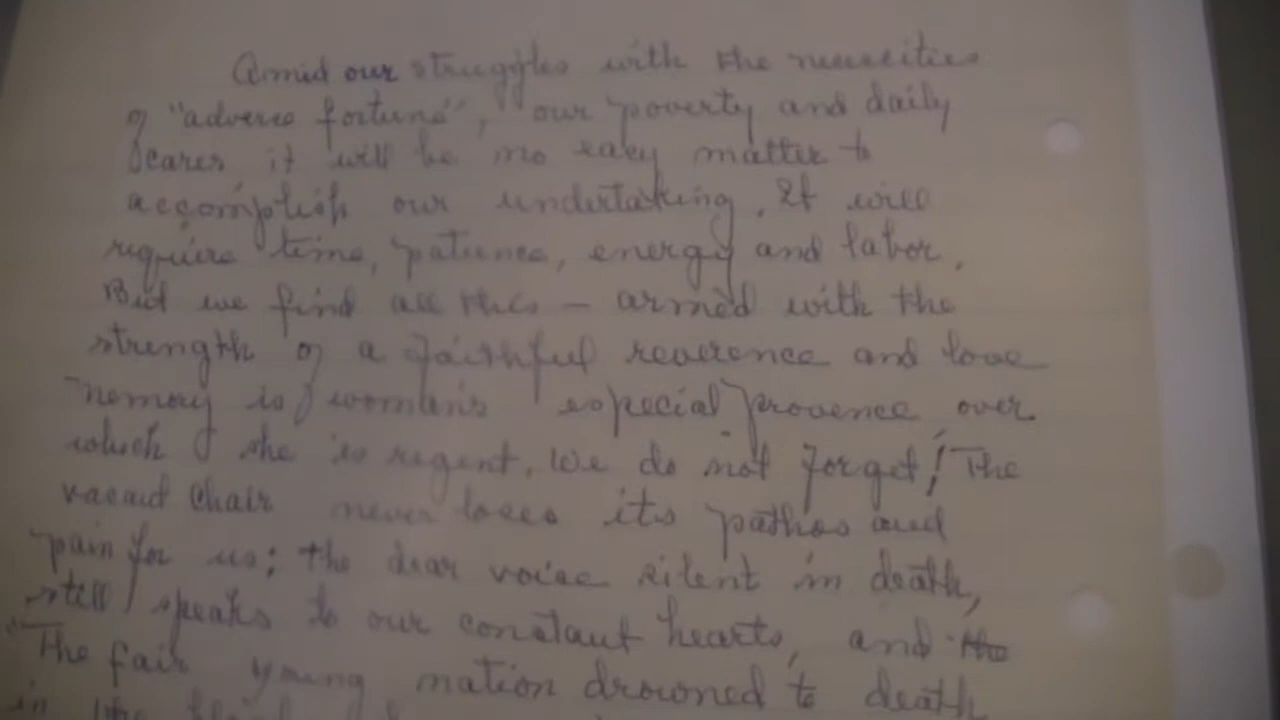 Amid our struggles with the necessities
of "adverse fortune", our poverty and daily
cares it will be no easy matter to
accomplish our undertaking. It will
require time, patience, energy and labor.
But we find all this — armed with the
strength of a faithful reverence and love
memory is woman's especial provence over
which she is regent. We do not forget! The
vacant chair never loses its pathos and
pain for us; the dear voice silent in death,
still speaks to our constant hearts, and the
"The fair young nation drowned to death
in